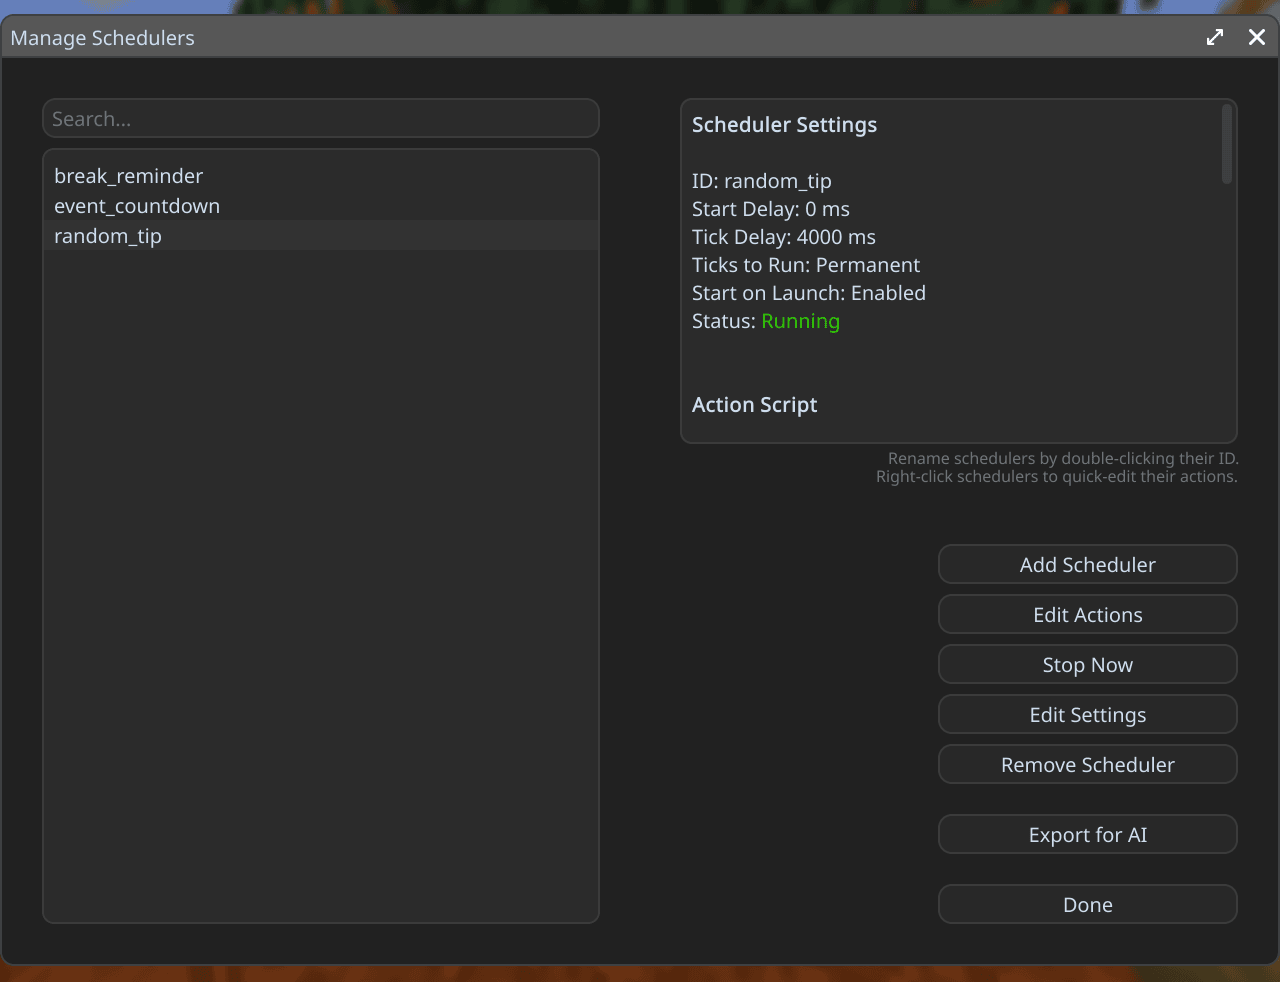 Manage Schedulers
Search...
break_reminder
event_countdown
random_tip
Scheduler Settings
ID: random_tip
Start Delay: 0 ms
Tick Delay: 4000 ms
Ticks to Run: Permanent
Start on Launch: Enabled
Status: Running
Action Script
Rename schedulers by double-clicking their ID.
Right-click schedulers to quick-edit their actions.
Add Scheduler
Edit Actions
Stop Now
Edit Settings
Remove Scheduler
Export for AI
Done